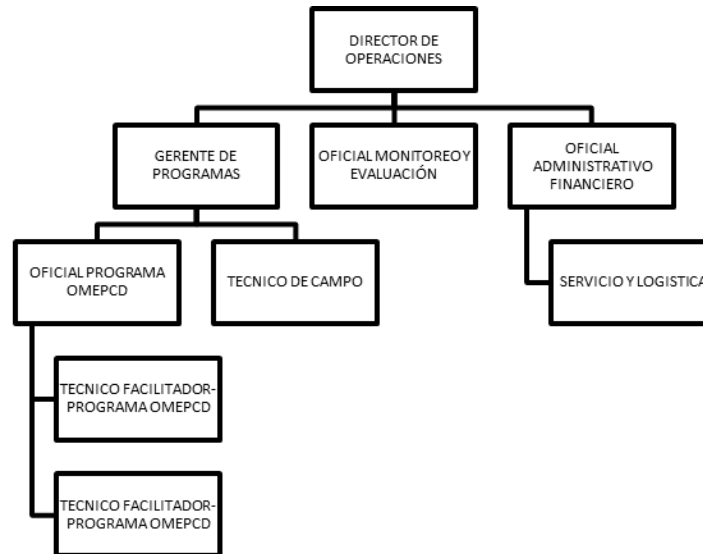 DIRECTOR DE
OPERACIONES
GERENTE DE
PROGRAMAS
OFICIAL MONITOREO Y
EVALUACIÓN
OFICIAL
ADMINISTRATIVO
FINANCIERO
OFICIAL PROGRAMA
OMEPCD
TECNICO DE CAMPO
SERVICIO Y LOGISTICA
TECNICO FACILITADOR-
PROGRAMA OMEPCD
TECNICO FACILITADOR-
PROGRAMA OMEPCD